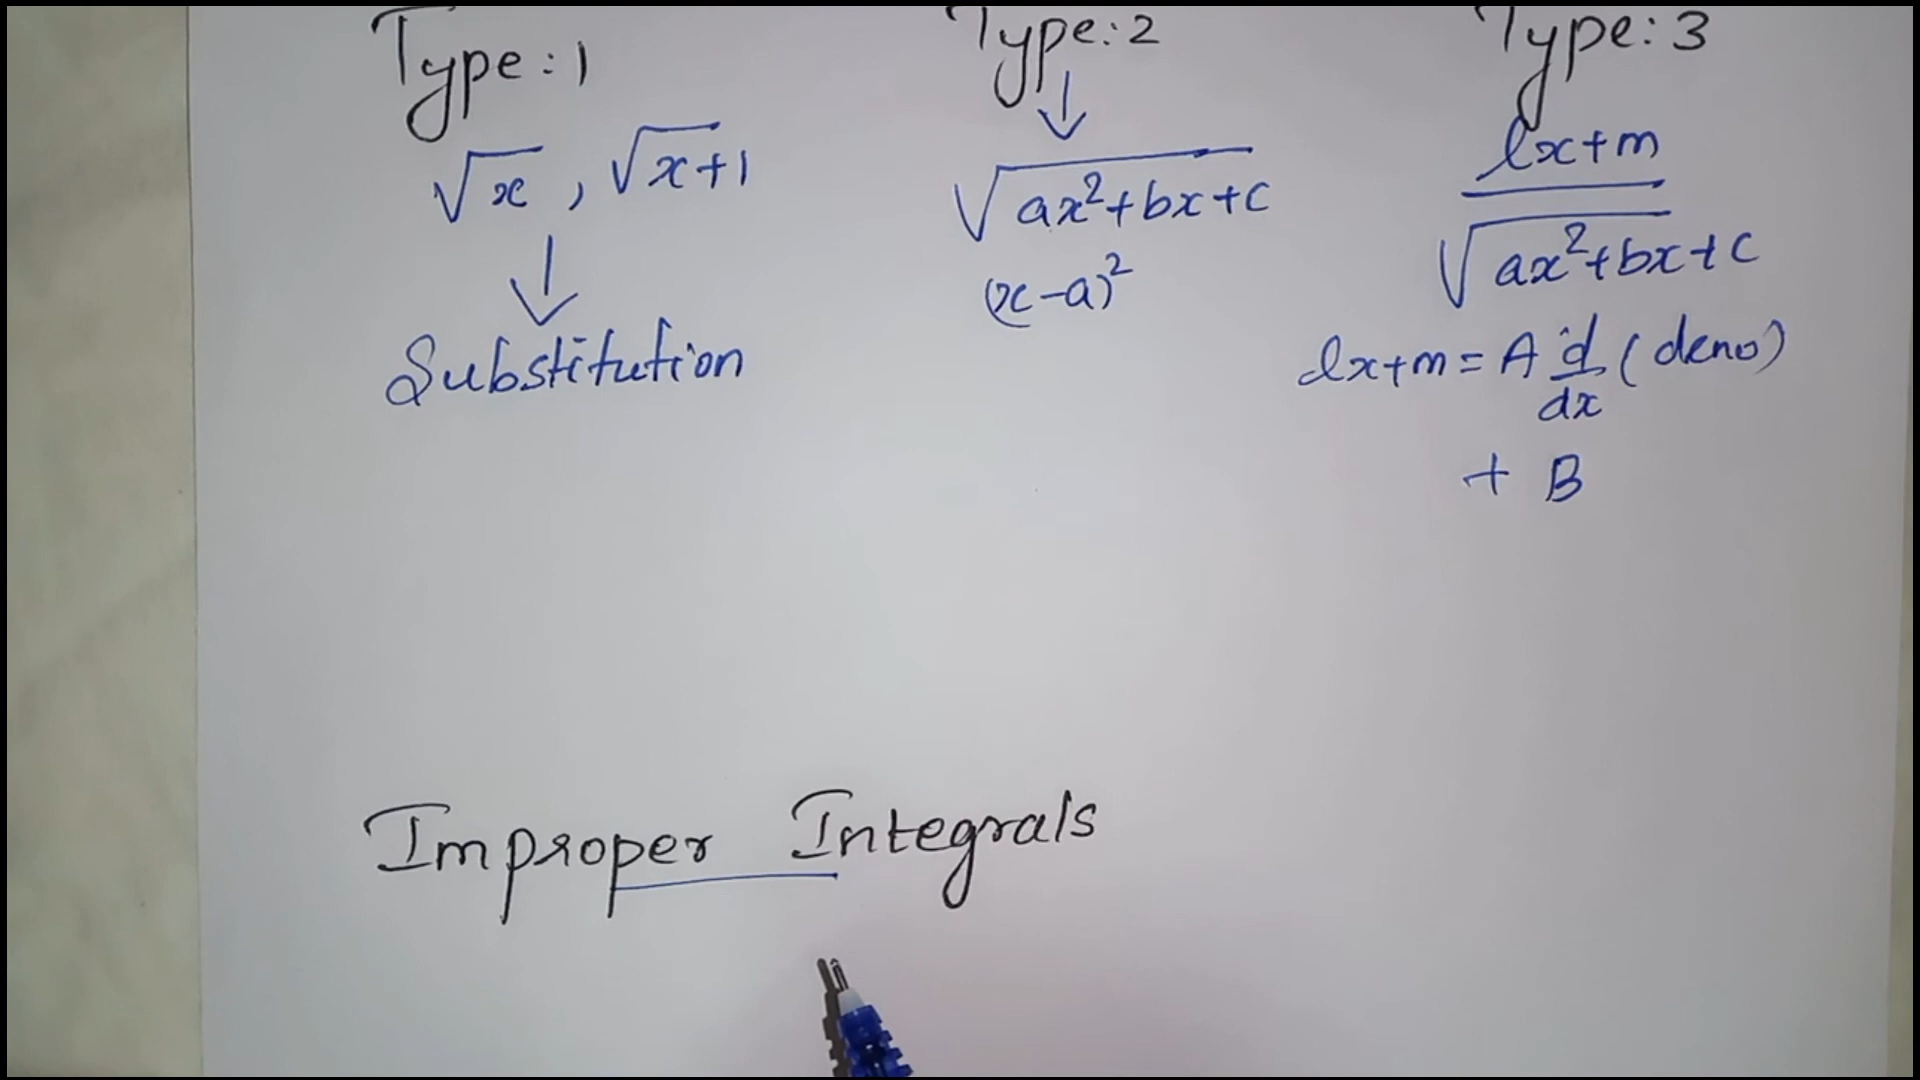 Type: 1
√x , √x+1
Substitution
Type: 2
√ax²+bx+c
(x-a)²
Type: 3
lx+m
√ax²+bx+c
lx+m = A d/dx (deno)
+ B
Improper Integrals